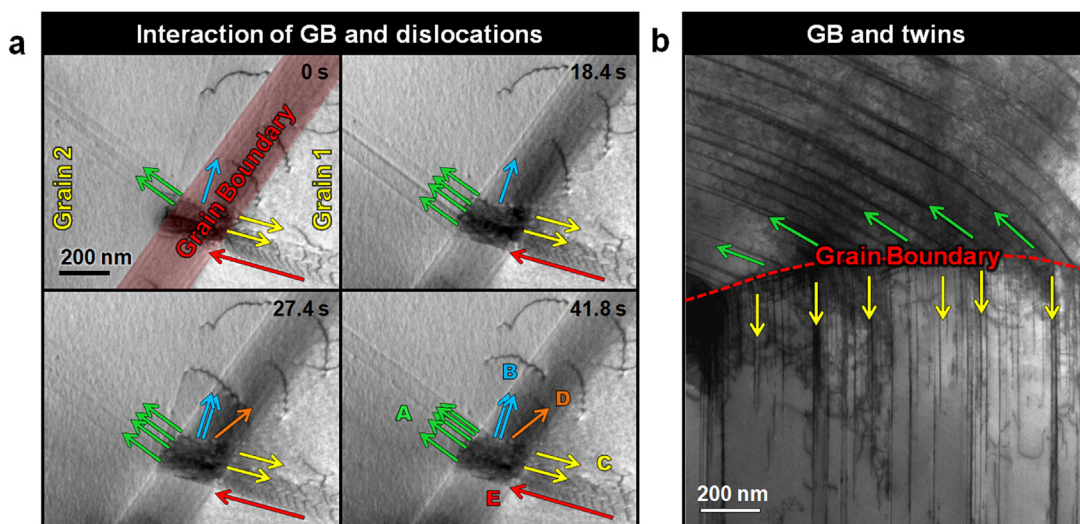 a
Interaction of GB and dislocations
0 s
Grain 2
Grain Boundary
Grain 1
200 nm
18.4 s
27.4 s
41.8 s
B
D
A
C
E
b
GB and twins
Grain Boundary
200 nm